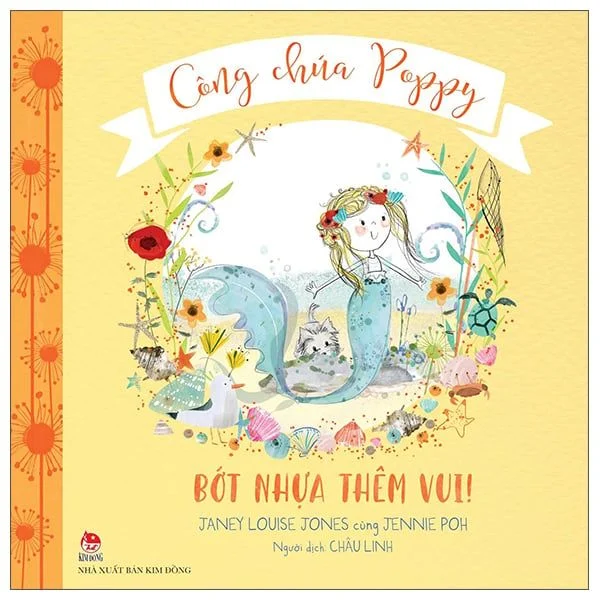 Công chúa Poppy
BỚT NHỰA THÊM VUI!
JANEY LOUISE JONES cùng JENNIE POH
Người dịch: CHÂU LINH
KIM ĐỒNG
NHÀ XUẤT BẢN KIM ĐỒNG